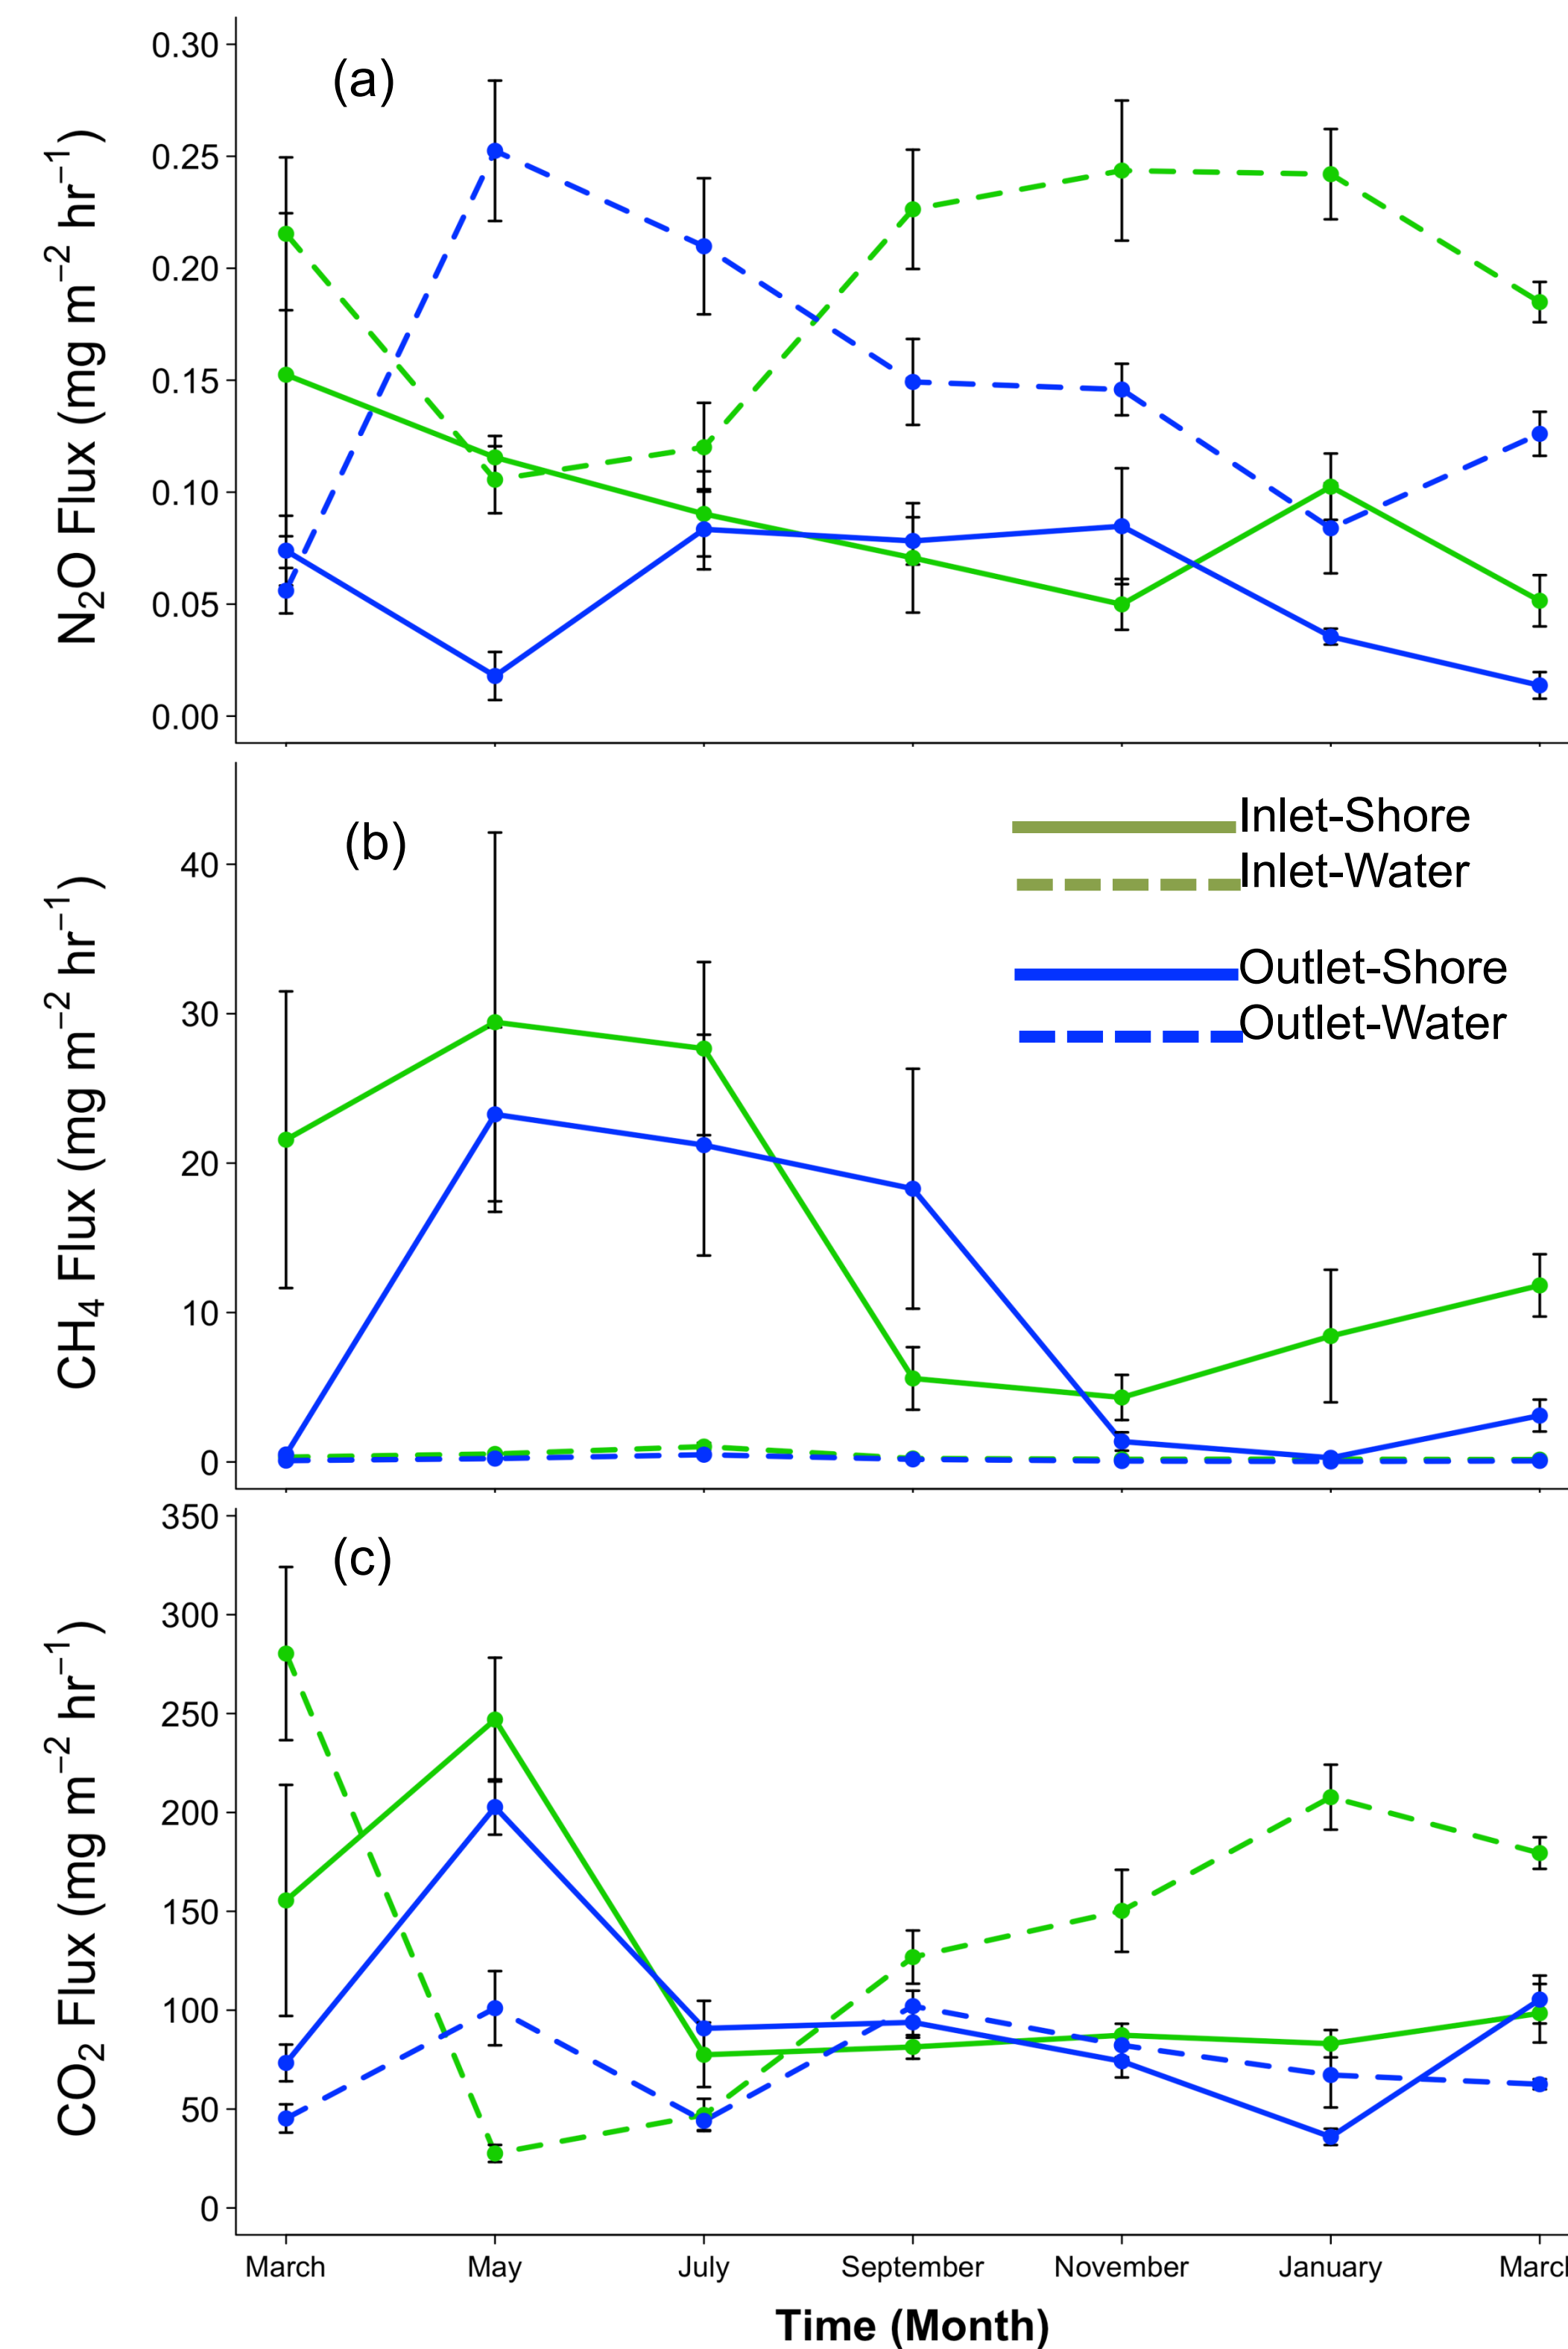 (a)
0.30
0.25
0.20
0.15
0.10
0.05
0.00
N₂O Flux (mg m⁻² hr⁻¹)
(b)
40
30
20
10
0
CH₄ Flux (mg m⁻² hr⁻¹)
Inlet-Shore
Inlet-Water
Outlet-Shore
Outlet-Water
(c)
350
300
250
200
150
100
50
0
CO₂ Flux (mg m⁻² hr⁻¹)
March May July September November January March
Time (Month)